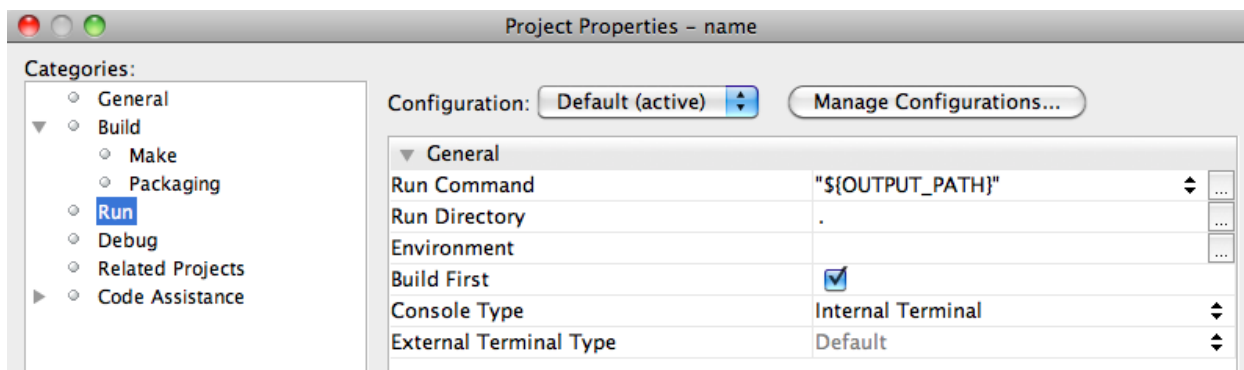 Project Properties – name
Categories:
General
Build
Make
Packaging
Run
Debug
Related Projects
Code Assistance
Configuration: Default (active) Manage Configurations...
General
Run Command "${OUTPUT_PATH}" ...
Run Directory . ...
Environment ...
Build First
Console Type Internal Terminal
External Terminal Type Default